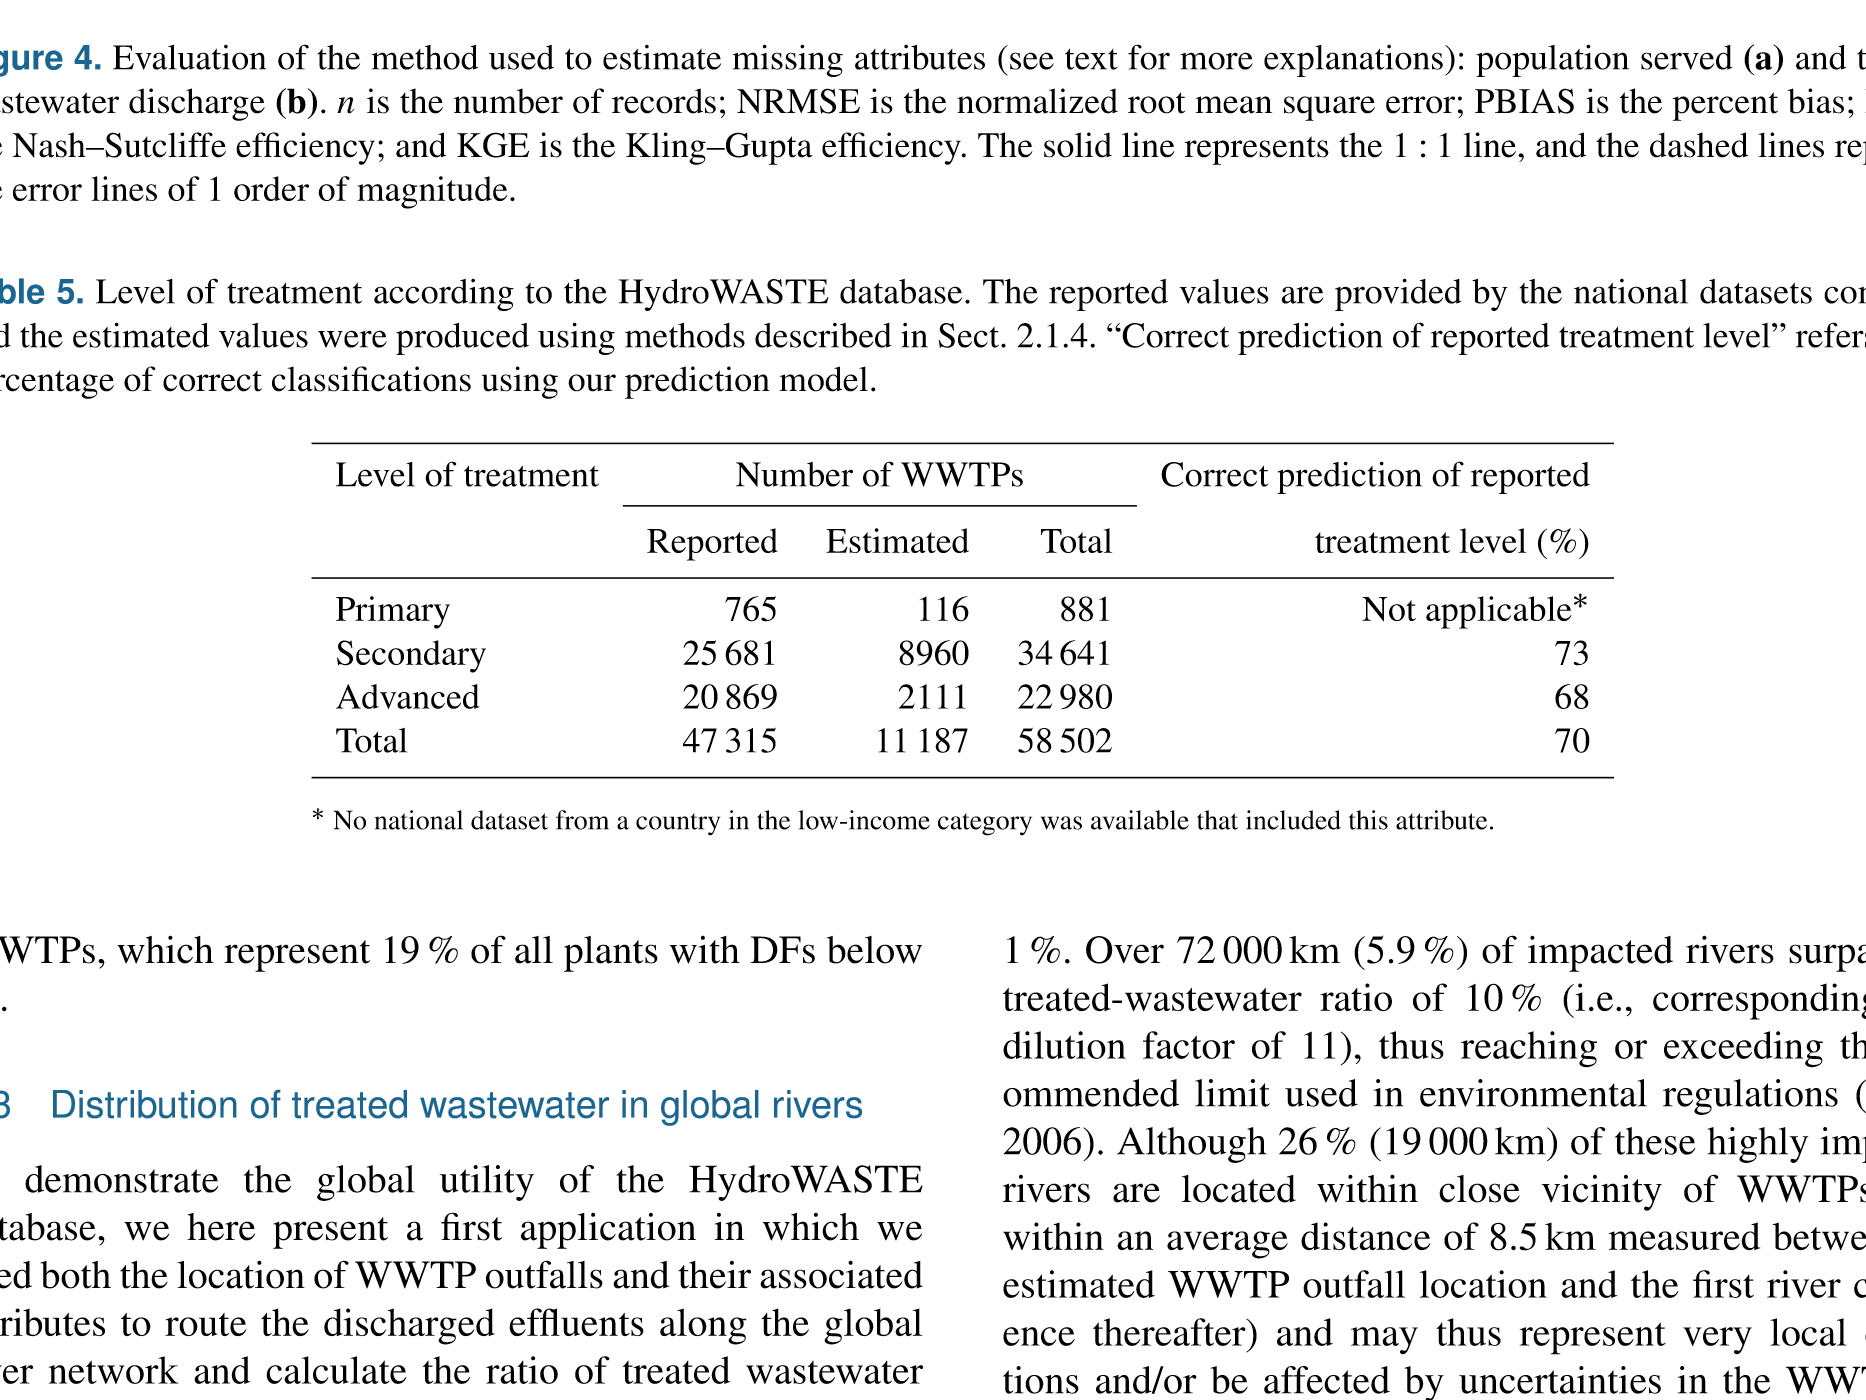 gure 4. Evaluation of the method used to estimate missing attributes (see text for more explanations): population served (a) and t
stewater discharge (b). n is the number of records; NRMSE is the normalized root mean square error; PBIAS is the percent bias;
e Nash–Sutcliffe efficiency; and KGE is the Kling–Gupta efficiency. The solid line represents the 1 : 1 line, and the dashed lines rep
e error lines of 1 order of magnitude.
ble 5. Level of treatment according to the HydroWASTE database. The reported values are provided by the national datasets con
d the estimated values were produced using methods described in Sect. 2.1.4. “Correct prediction of reported treatment level” refers
rcentage of correct classifications using our prediction model.
Level of treatment Number of WWTPs Correct prediction of reported
Reported Estimated Total treatment level (%)
Primary 765 116 881 Not applicable*
Secondary 25 681 8960 34 641 73
Advanced 20 869 2111 22 980 68
Total 47 315 11 187 58 502 70
* No national dataset from a country in the low-income category was available that included this attribute.
WTPs, which represent 19 % of all plants with DFs below
.
3 Distribution of treated wastewater in global rivers
demonstrate the global utility of the HydroWASTE
tabase, we here present a first application in which we
ed both the location of WWTP outfalls and their associated
ributes to route the discharged effluents along the global
er network and calculate the ratio of treated wastewater
1 %. Over 72 000 km (5.9 %) of impacted rivers surpa
treated-wastewater ratio of 10 % (i.e., corresponding
dilution factor of 11), thus reaching or exceeding th
ommended limit used in environmental regulations (
2006). Although 26 % (19 000 km) of these highly imp
rivers are located within close vicinity of WWTPs
within an average distance of 8.5 km measured betwe
estimated WWTP outfall location and the first river c
ence thereafter) and may thus represent very local
tions and/or be affected by uncertainties in the WWT